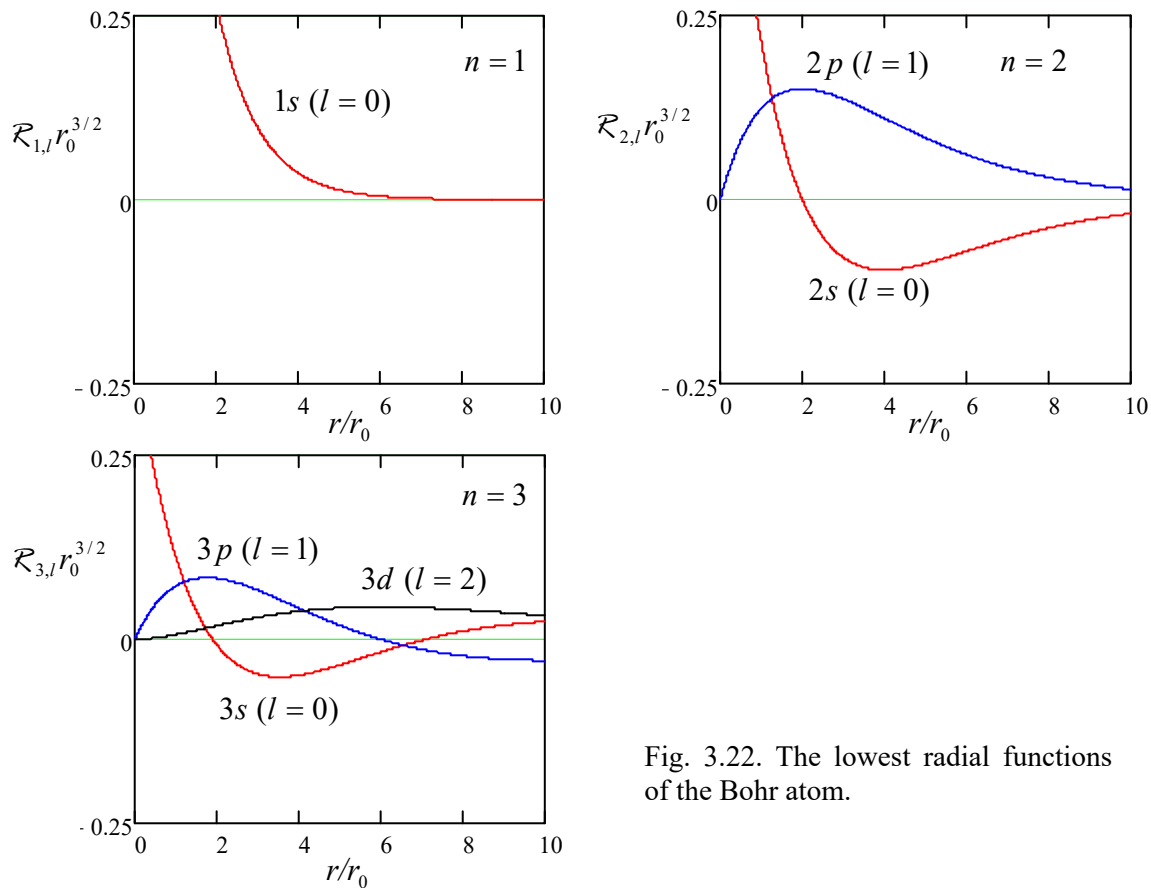 0.25
n = 1
1s (l = 0)
ℛ₁,ₗ r₀^{3/2}
0
- 0.25
0 2 4 6 8 10
r/r₀
0.25
2p (l = 1) n = 2
ℛ₂,ₗ r₀^{3/2}
0
2s (l = 0)
- 0.25
0 2 4 6 8 10
r/r₀
0.25
n = 3
ℛ₃,ₗ r₀^{3/2}
3p (l = 1)
3d (l = 2)
0
3s (l = 0)
- 0.25
0 2 4 6 8 10
r/r₀
Fig. 3.22. The lowest radial functions
of the Bohr atom.